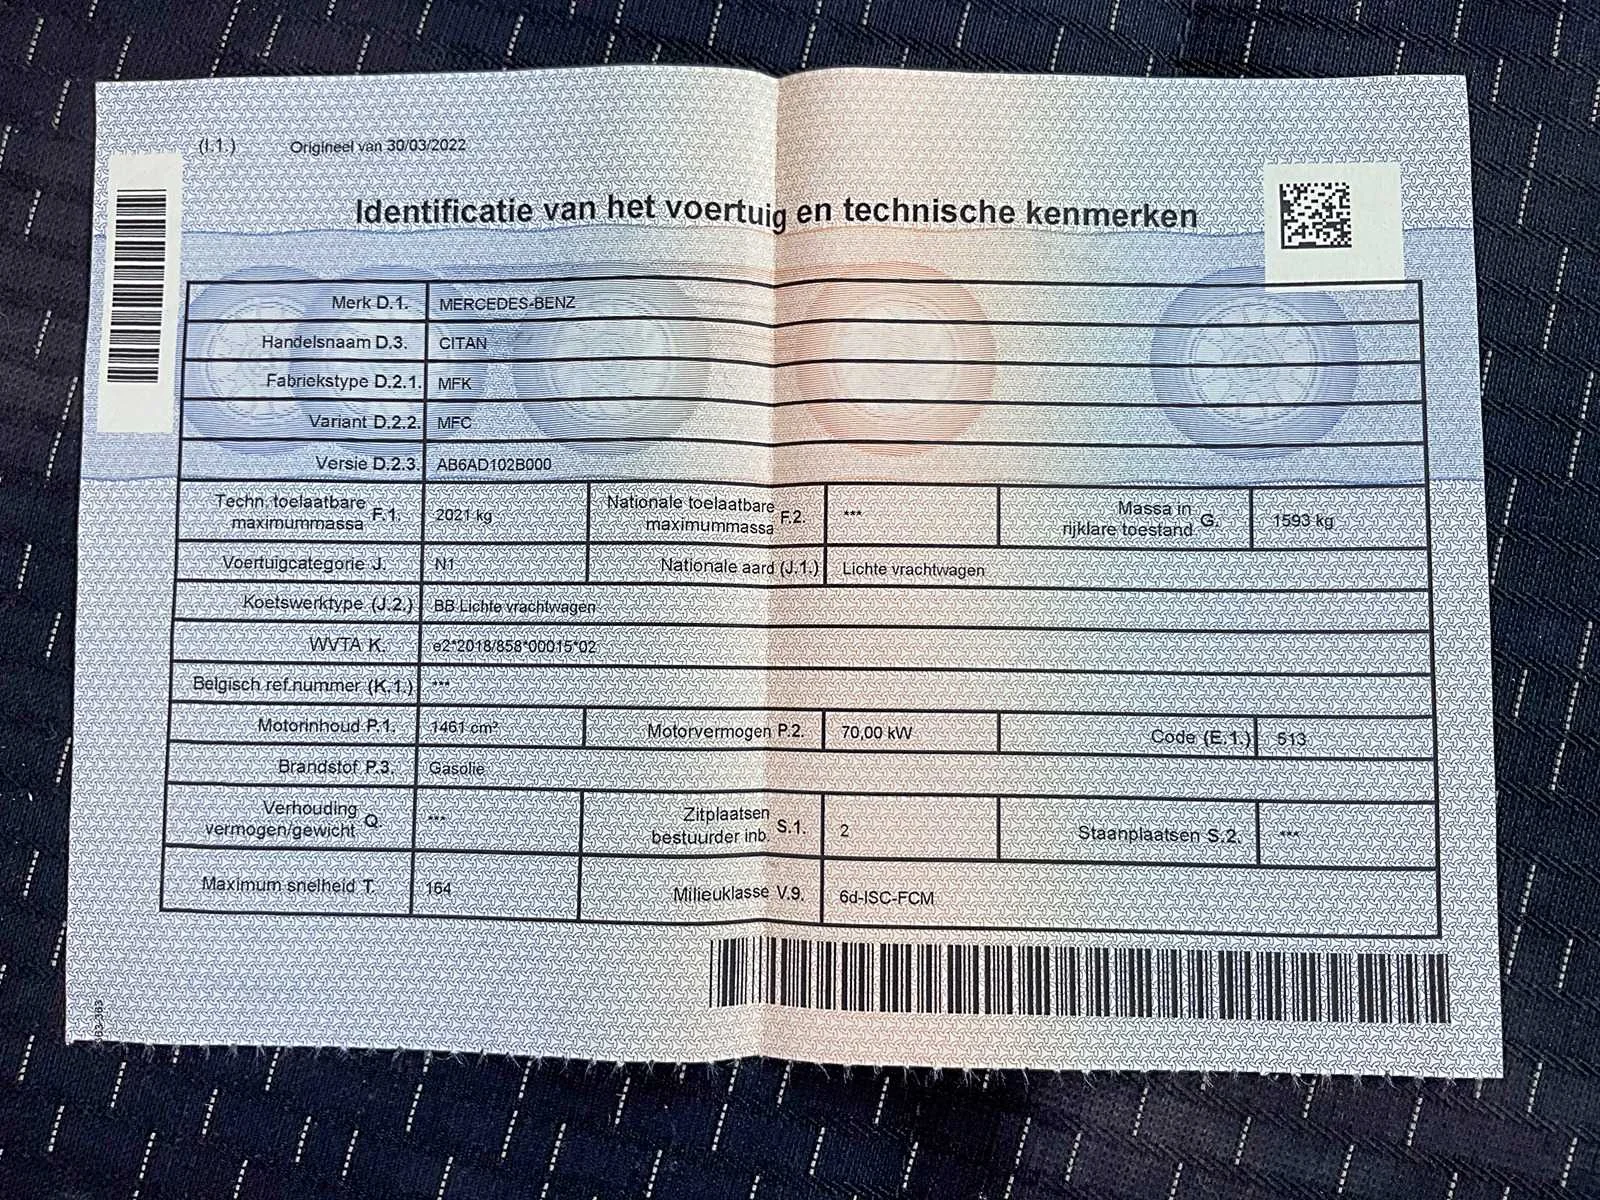 (I.1.) Origineel van 30/03/2022
Identificatie van het voertuig en technische kenmerken
Merk D.1. MERCEDES-BENZ
Handelsnaam D.3. CITAN
Fabriekstype D.2.1. MFK
Variant D.2.2. MFC
Versie D.2.3. AB6AD102B000
Techn. toelaatbare maximummassa F.1. 2021 kg Nationale toelaatbare maximummassa F.2. *** Massa in rijklare toestand G. 1593 kg
Voertuigcategorie J. N1 Nationale aard (J.1.) Lichte vrachtwagen
Koetswerktype (J.2.) BB Lichte vrachtwagen
WVTA K. e2*2018/858*00015*02
Belgisch ref.nummer (K.1.) ***
Motorinhoud P.1. 1461 cm³ Motorvermogen P.2. 70,00 kW Code (E.1.) 513
Brandstof P.3. Gasolie
Verhouding vermogen/gewicht Q. *** Zitplaatsen bestuurder inb. S.1. 2 Staanplaatsen S.2. ***
Maximum snelheid T. 164 Milieuklasse V.9. 6d-ISC-FCM